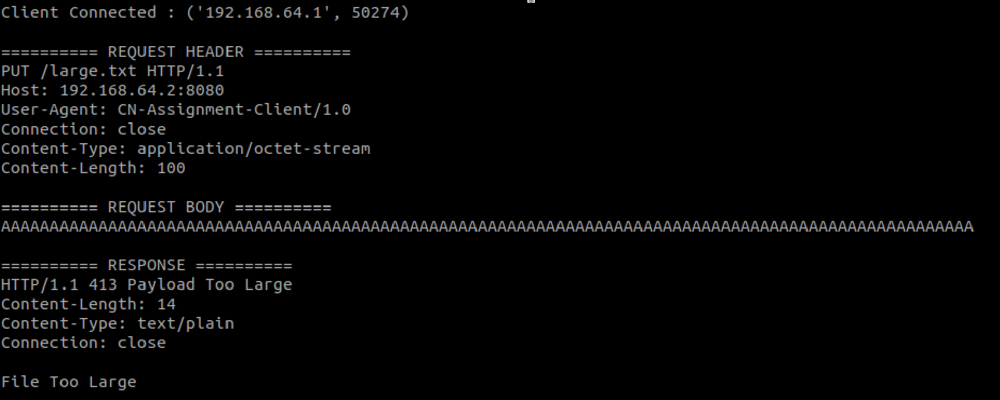 Client Connected : ('192.168.64.1', 50274)
========== REQUEST HEADER ==========
PUT /large.txt HTTP/1.1
Host: 192.168.64.2:8080
User-Agent: CN-Assignment-Client/1.0
Connection: close
Content-Type: application/octet-stream
Content-Length: 100
========== REQUEST BODY ==========
AAAAAAAAAAAAAAAAAAAAAAAAAAAAAAAAAAAAAAAAAAAAAAAAAAAAAAAAAAAAAAAAAAAAAAAAAAAAAAAAAAAAAAAAAAAAAAAAAAAA
========== RESPONSE ==========
HTTP/1.1 413 Payload Too Large
Content-Length: 14
Content-Type: text/plain
Connection: close
File Too Large